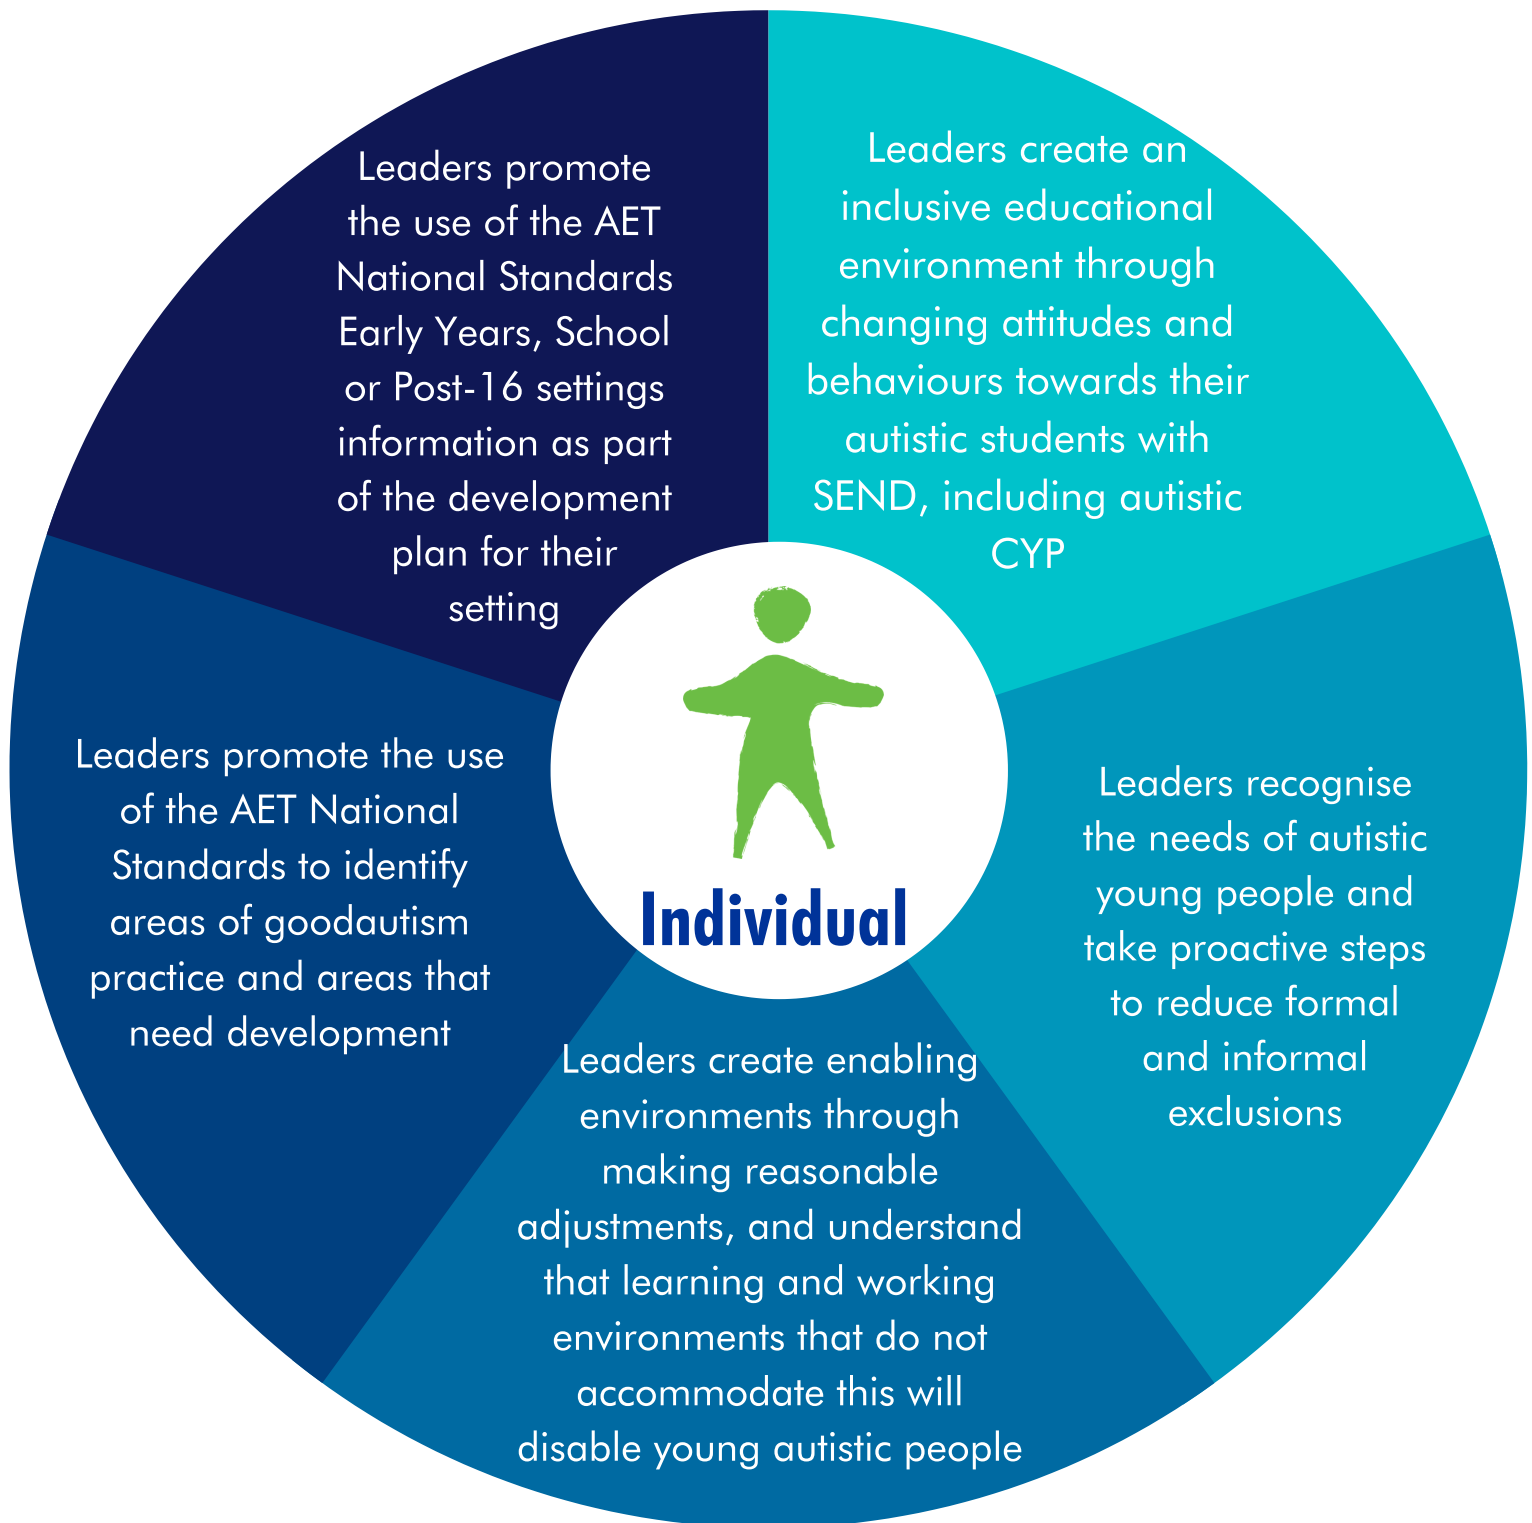 Leaders create an
inclusive educational
environment through
changing attitudes and
behaviours towards their
autistic students with
SEND, including autistic
CYP
Leaders recognise
the needs of autistic
young people and
take proactive steps
to reduce formal
and informal
exclusions
Leaders create enabling
environments through
making reasonable
adjustments, and understand
that learning and working
environments that do not
accommodate this will
disable young autistic people
Leaders promote the use
of the AET National
Standards to identify
areas of goodautism
practice and areas that
need development
Leaders promote
the use of the AET
National Standards
Early Years, School
or Post-16 settings
information as part
of the development
plan for their
setting
Individual